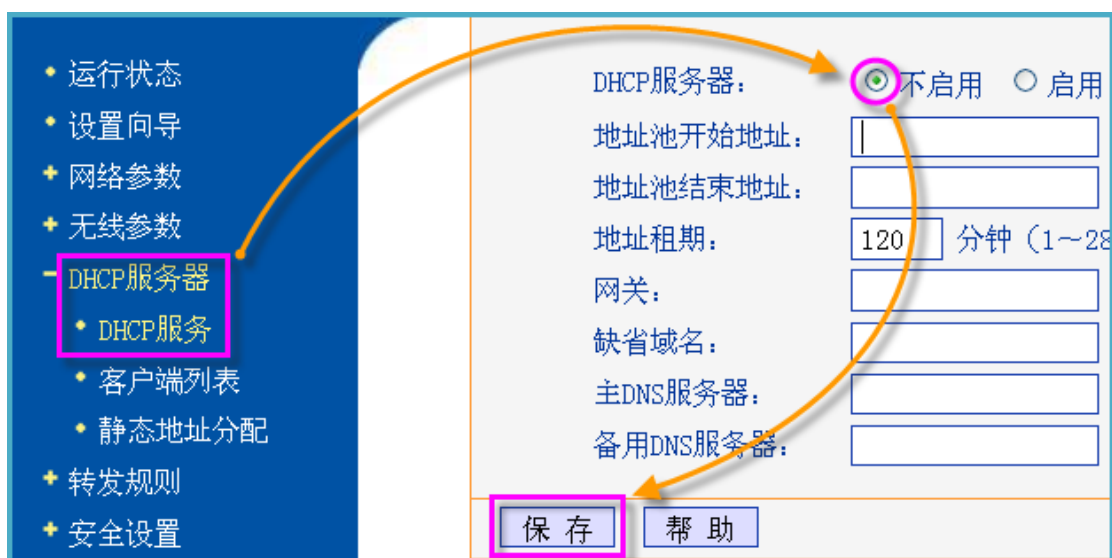 运行状态
设置向导
网络参数
无线参数
DHCP服务器
DHCP服务
客户端列表
静态地址分配
转发规则
安全设置
DHCP服务器： 不启用 启用
地址池开始地址：
地址池结束地址：
地址租期： 120 分钟（1～28
网关：
缺省域名：
主DNS服务器：
备用DNS服务器：
保 存 帮 助